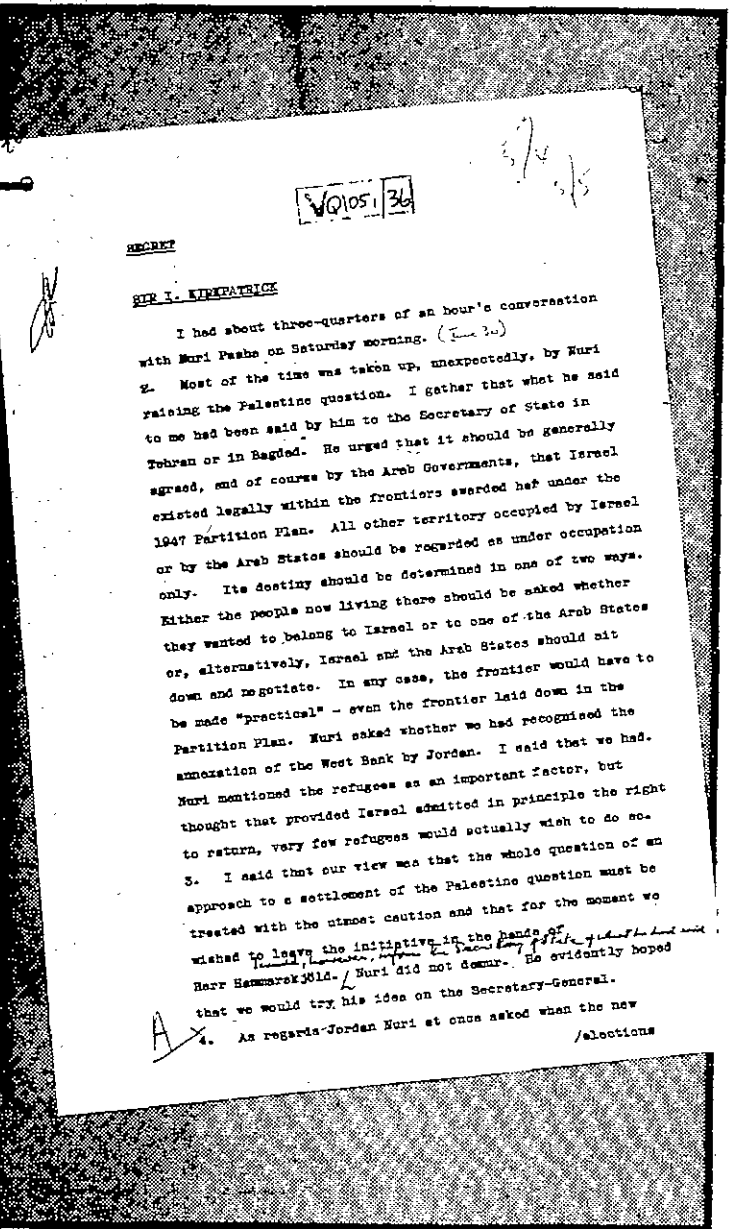 VQ1051 36
SECRET
SIR I. KIRKPATRICK
I had about three-quarters of an hour's conversation
with Nuri Pasha on Saturday morning. (June 30)
2. Most of the time was taken up, unexpectedly, by Nuri
raising the Palestine question. I gather that what he said
to me had been said by him to the Secretary of State in
Tehran or in Bagdad. He urged that it should be generally
agreed, and of course by the Arab Governments, that Israel
existed legally within the frontiers awarded her under the
1947 Partition Plan. All other territory occupied by Israel
or by the Arab States should be regarded as under occupation
only. Its destiny should be determined in one of two ways.
Either the people now living there should be asked whether
they wanted to belong to Israel or to one of the Arab States
or, alternatively, Israel and the Arab States should sit
down and negotiate. In any case, the frontier would have to
be made "practical" - even the frontier laid down in the
Partition Plan. Nuri asked whether we had recognised the
annexation of the West Bank by Jordan. I said that we had.
Nuri mentioned the refugees as an important factor, but
thought that provided Israel admitted in principle the right
to return, very few refugees would actually wish to do so.
3. I said that our view was that the whole question of an
approach to a settlement of the Palestine question must be
treated with the utmost caution and that for the moment we
wished to leave the initiative in the hands of
I would, however, inform the Secretary of State of what he had said
Herr Hammarskjöld. Nuri did not demur. He evidently hoped
that we would try his idea on the Secretary-General.
A
4. As regards Jordan Nuri at once asked when the new
/elections